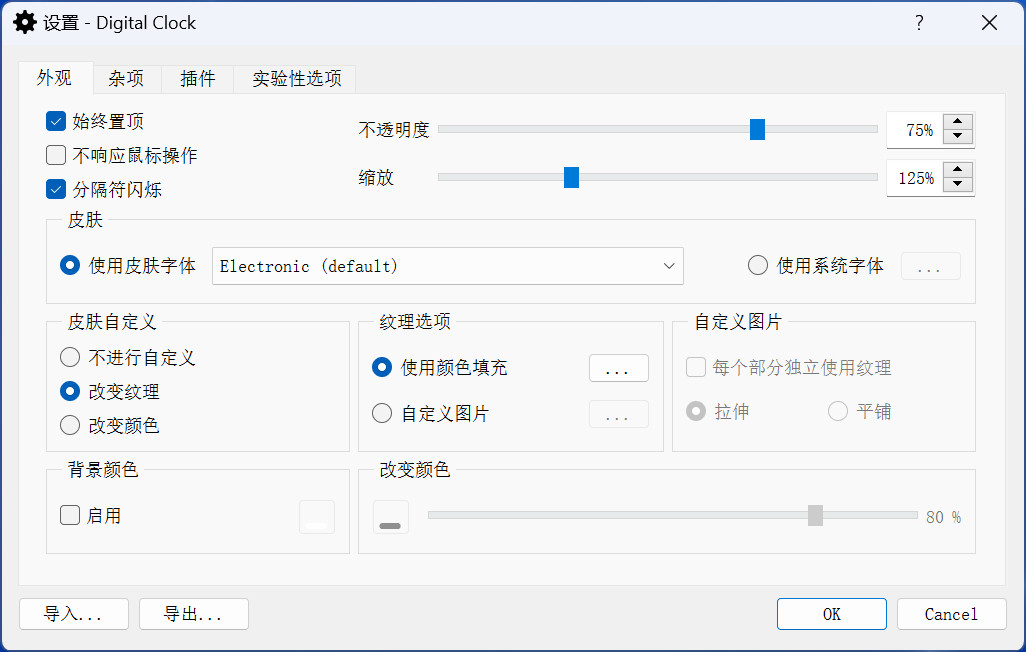 设置 - Digital Clock
?
外观 杂项 插件 实验性选项
始终置顶
不响应鼠标操作
分隔符闪烁
不透明度 75%
缩放 125%
皮肤
使用皮肤字体 Electronic (default) 使用系统字体 ...
皮肤自定义
不进行自定义
改变纹理
改变颜色
纹理选项
使用颜色填充 ...
自定义图片 ...
自定义图片
每个部分独立使用纹理
拉伸 平铺
背景颜色
启用
改变颜色
80 %
导入... 导出... OK Cancel